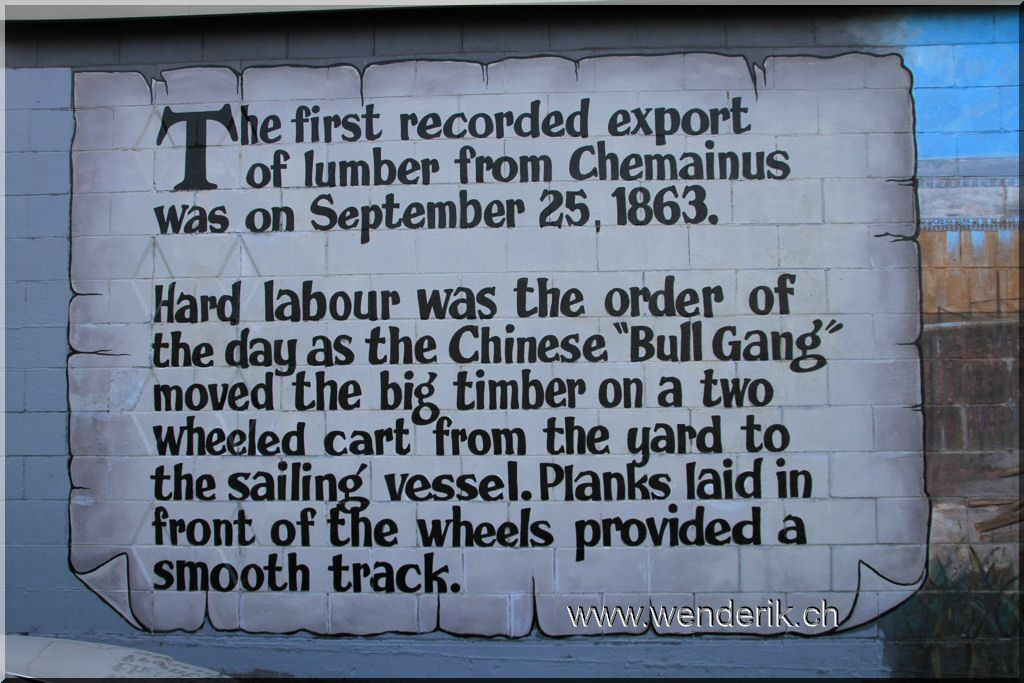 The first recorded export
of lumber from Chemainus
was on September 25, 1863.
Hard labour was the order of
the day as the Chinese "Bull Gang"
moved the big timber on a two
wheeled cart from the yard to
the sailing vessel. Planks laid in
front of the wheels provided a
smooth track.
www.wenderik.ch